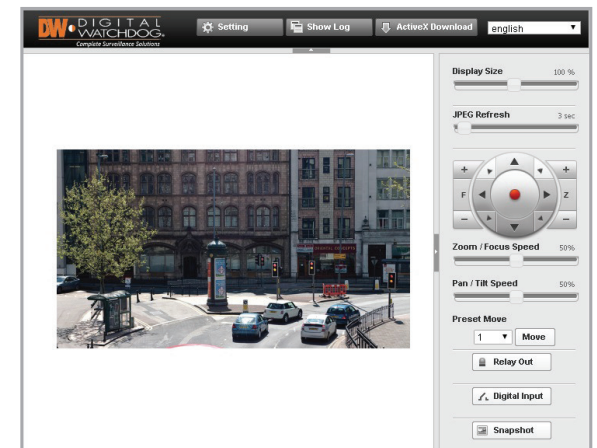 DW DIGITAL WATCHDOG®
Complete Surveillance Solutions
Setting
Show Log
ActiveX Download
english
Display Size 100 %
JPEG Refresh 3 sec
+ +
F Z
− −
Zoom / Focus Speed 50%
Pan / Tilt Speed 50%
Preset Move
1 Move
Relay Out
Digital Input
Snapshot